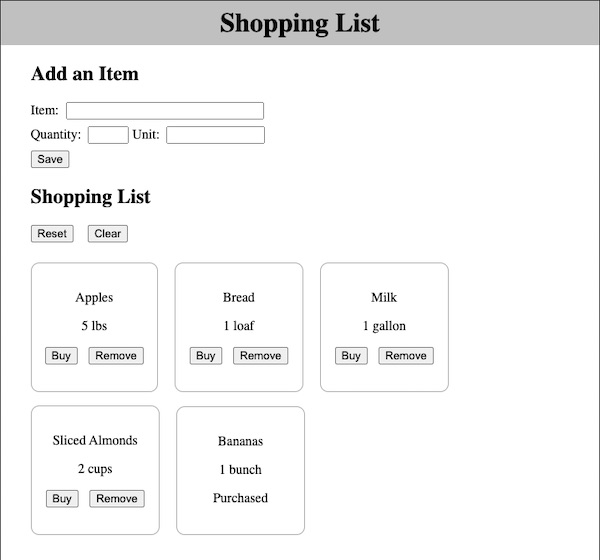 Shopping List
Add an Item
Item:
Quantity: Unit:
Save
Shopping List
Reset Clear
Apples
5 lbs
Buy Remove
Bread
1 loaf
Buy Remove
Milk
1 gallon
Buy Remove
Sliced Almonds
2 cups
Buy Remove
Bananas
1 bunch
Purchased